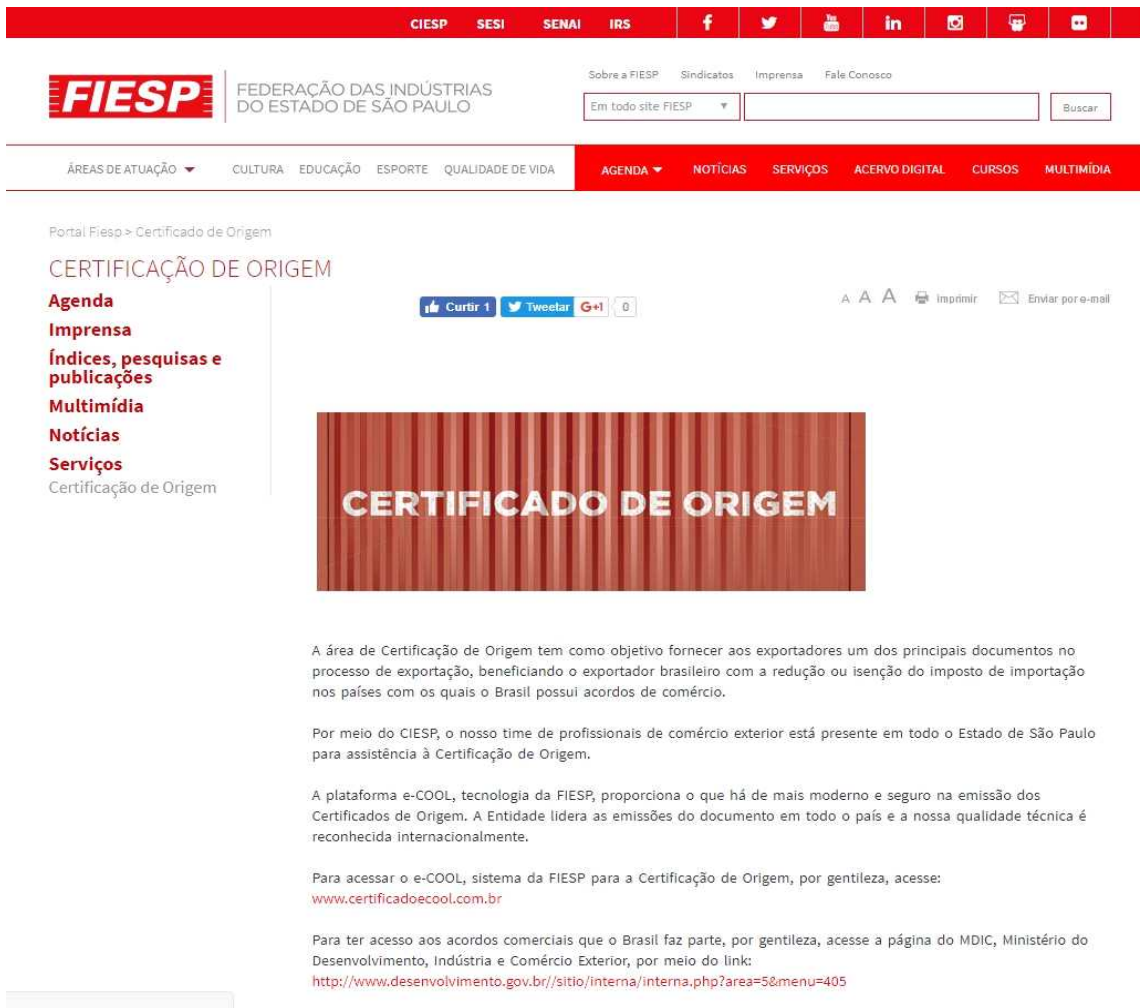 CIESP SESI SENAI IRS
FIESP
FEDERAÇÃO DAS INDÚSTRIAS
DO ESTADO DE SÃO PAULO
Sobre a FIESP Sindicatos Imprensa Fale Conosco
Em todo site FIESP Buscar
ÁREAS DE ATUAÇÃO CULTURA EDUCAÇÃO ESPORTE QUALIDADE DE VIDA AGENDA NOTÍCIAS SERVIÇOS ACERVO DIGITAL CURSOS MULTIMÍDIA
Portal Fiesp > Certificado de Origem
CERTIFICAÇÃO DE ORIGEM
Agenda
Imprensa
Índices, pesquisas e
publicações
Multimídia
Notícias
Serviços
Certificação de Origem
Curtir 1 Tweetar G+1 0
A A A imprimir Enviar por e-mail
CERTIFICADO DE ORIGEM
A área de Certificação de Origem tem como objetivo fornecer aos exportadores um dos principais documentos no
processo de exportação, beneficiando o exportador brasileiro com a redução ou isenção do imposto de importação
nos países com os quais o Brasil possui acordos de comércio.
Por meio do CIESP, o nosso time de profissionais de comércio exterior está presente em todo o Estado de São Paulo
para assistência à Certificação de Origem.
A plataforma e-COOL, tecnologia da FIESP, proporciona o que há de mais moderno e seguro na emissão dos
Certificados de Origem. A Entidade lidera as emissões do documento em todo o país e a nossa qualidade técnica é
reconhecida internacionalmente.
Para acessar o e-COOL, sistema da FIESP para a Certificação de Origem, por gentileza, acesse:
www.certificadoecool.com.br
Para ter acesso aos acordos comerciais que o Brasil faz parte, por gentileza, acesse a página do MDIC, Ministério do
Desenvolvimento, Indústria e Comércio Exterior, por meio do link:
http://www.desenvolvimento.gov.br//sitio/interna/interna.php?area=5&menu=405